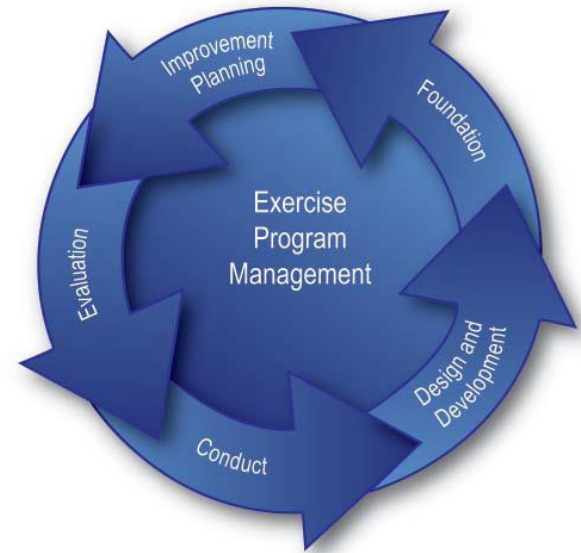 Improvement
Planning
Foundation
Exercise
Program
Management
Evaluation
Design and
Development
Conduct